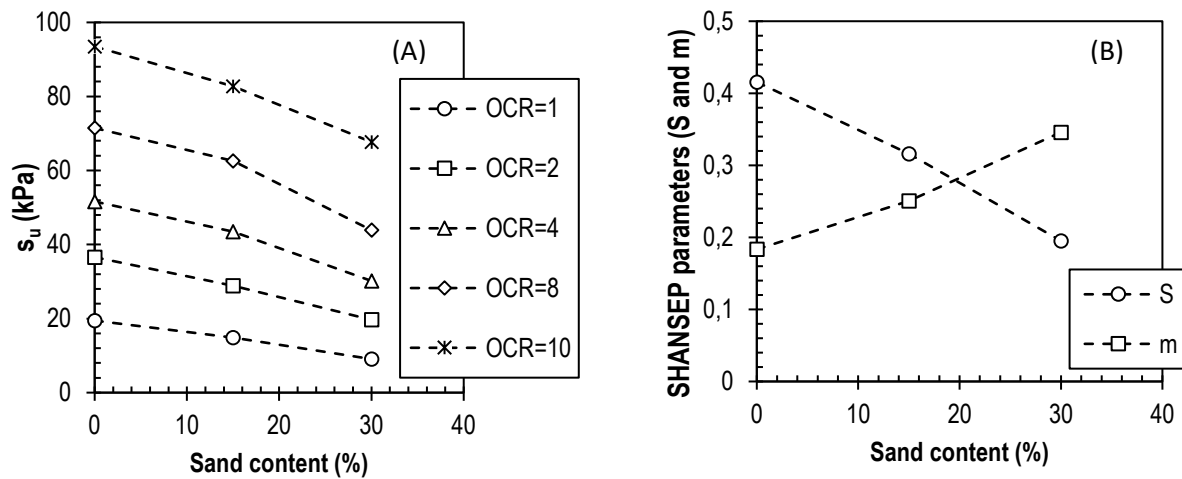 (A)
100
80
60
40
20
0
su (kPa)
0 10 20 30 40
Sand content (%)
OCR=1
OCR=2
OCR=4
OCR=8
OCR=10
(B)
0,5
0,4
0,3
0,2
0,1
0
SHANSEP parameters (S and m)
0 10 20 30 40
Sand content (%)
S
m